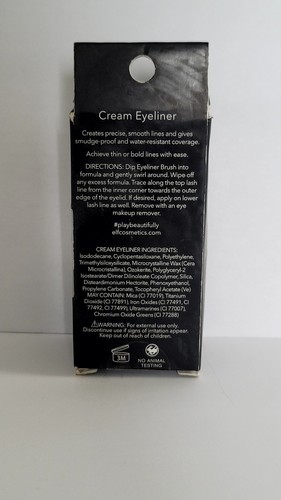 Cream Eyeliner
Creates precise, smooth lines and gives
smudge-proof and water-resistant coverage.
Achieve thin or bold lines with ease.
DIRECTIONS: Dip Eyeliner Brush into
formula and gently swirl around. Wipe off
any excess formula. Trace along the top lash
line from the inner corner towards the outer
edge of the eyelid. If desired, apply on lower
lash line as well. Remove with an eye
makeup remover.
#playbeautifully
elfcosmetics.com
CREAM EYELINER INGREDIENTS:
Isododecane, Cyclopentasiloxane, Polyethylene,
Trimethylsiloxysilicate, Microcrystalline Wax (Cera
Microcristallina), Ozokerite, Polyglyceryl-2
Isostearate/Dimer Dilinoleate Copolymer, Silica,
Disteardimonium Hectorite, Phenoxyethanol,
Propylene Carbonate, Tocopheryl Acetate (Ve)
MAY CONTAIN: Mica (CI 77019), Titanium
Dioxide (CI 77891), Iron Oxides (CI 77491, CI
77492, CI 77499), Ultramarines (CI 77007),
Chromium Oxide Greens (CI 77288)
⚠WARNING: For external use only.
Discontinue use if signs of irritation appear.
Keep out of reach of children.
3M
NO ANIMAL
TESTING